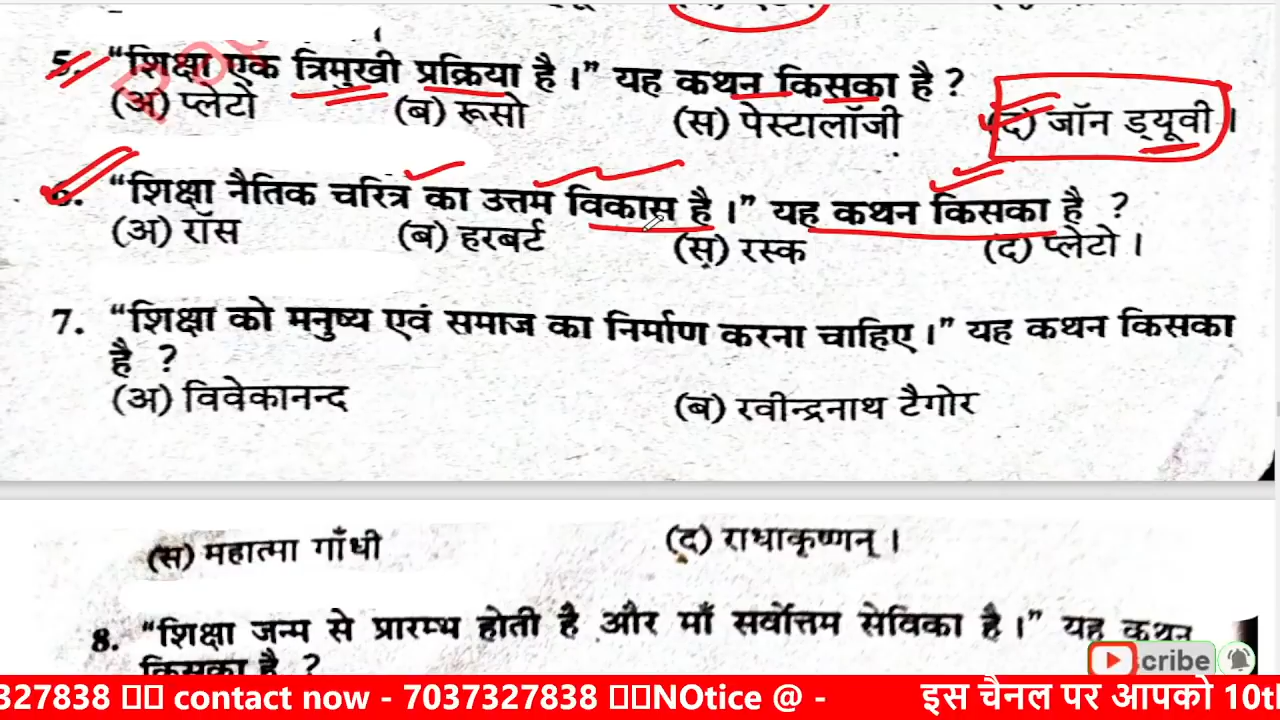 5. “शिक्षा एक त्रिमुखी प्रक्रिया है।” यह कथन किसका है ?
(अ) प्लेटो (ब) रूसो (स) पेस्टालॉजी (द) जॉन ड्यूवी ।
6. “शिक्षा नैतिक चरित्र का उत्तम विकास है।” यह कथन किसका है ?
(अ) रॉस (ब) हरबर्ट (स) रस्क (द) प्लेटो ।
7. “शिक्षा को मनुष्य एवं समाज का निर्माण करना चाहिए।” यह कथन किसका
है ?
(अ) विवेकानन्द (ब) रवीन्द्रनाथ टैगोर
(स) महात्मा गाँधी (द) राधाकृष्णन् ।
8. “शिक्षा जन्म से प्रारम्भ होती है और माँ सर्वोत्तम सेविका है।” यह कथन
किसका है ?
cribe
327838 contact now - 7037327838 NOtice @ - इस चैनल पर आपको 10t